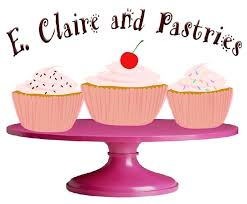 E. Claire and Pastries